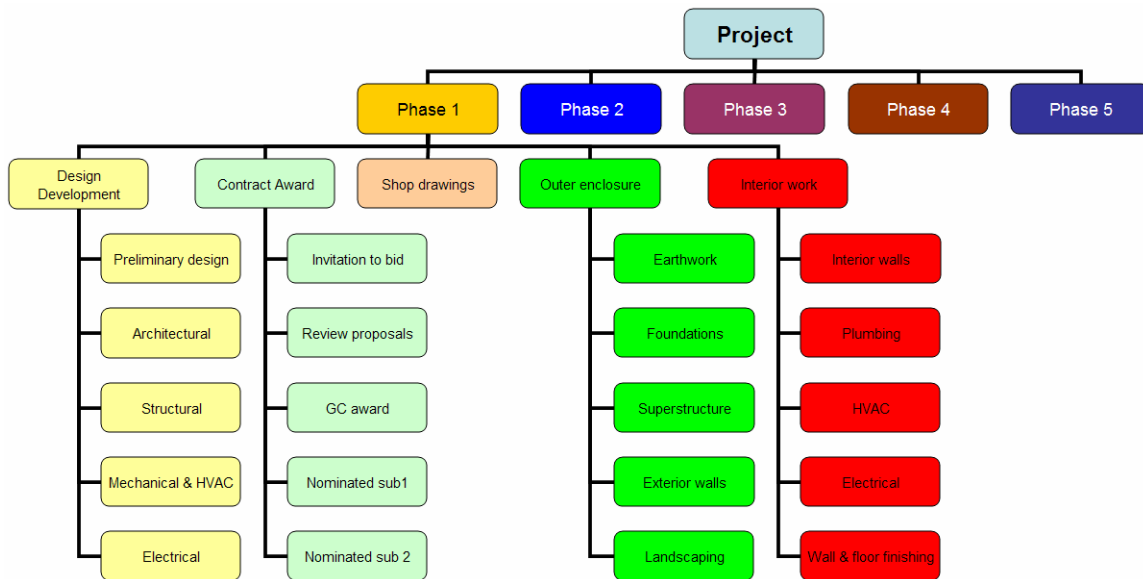 Project
Phase 1
Phase 2
Phase 3
Phase 4
Phase 5
Design
Development
Contract Award
Shop drawings
Outer enclosure
Interior work
Preliminary design
Invitation to bid
Earthwork
Interior walls
Architectural
Review proposals
Foundations
Plumbing
Structural
GC award
Superstructure
HVAC
Mechanical & HVAC
Nominated sub1
Exterior walls
Electrical
Electrical
Nominated sub 2
Landscaping
Wall & floor finishing